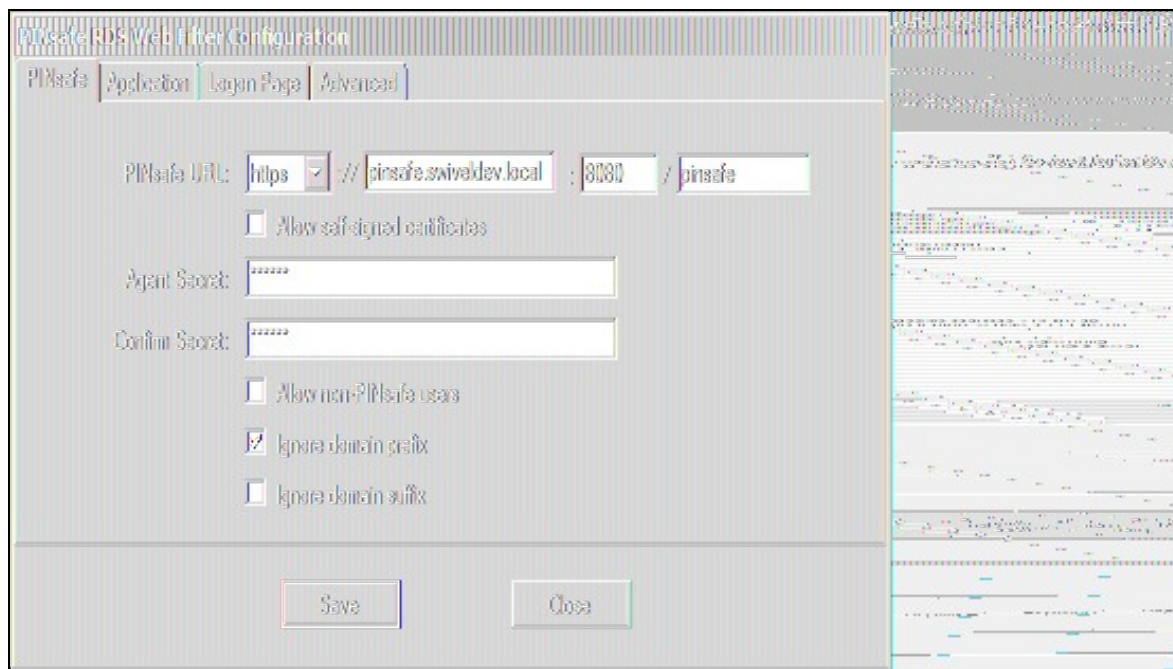 PINsafe RDS Web Filter Configuration
PINsafe Application Logon Page Advanced
PINsafe URL: https :// pinsafe.swiveldev.local : 8080 / pinsafe
Allow self signed certificates
Agent Secret: ******
Confirm Secret: ******
Allow non-PINsafe users
Ignore domain prefix
Ignore domain suffix
Save Close